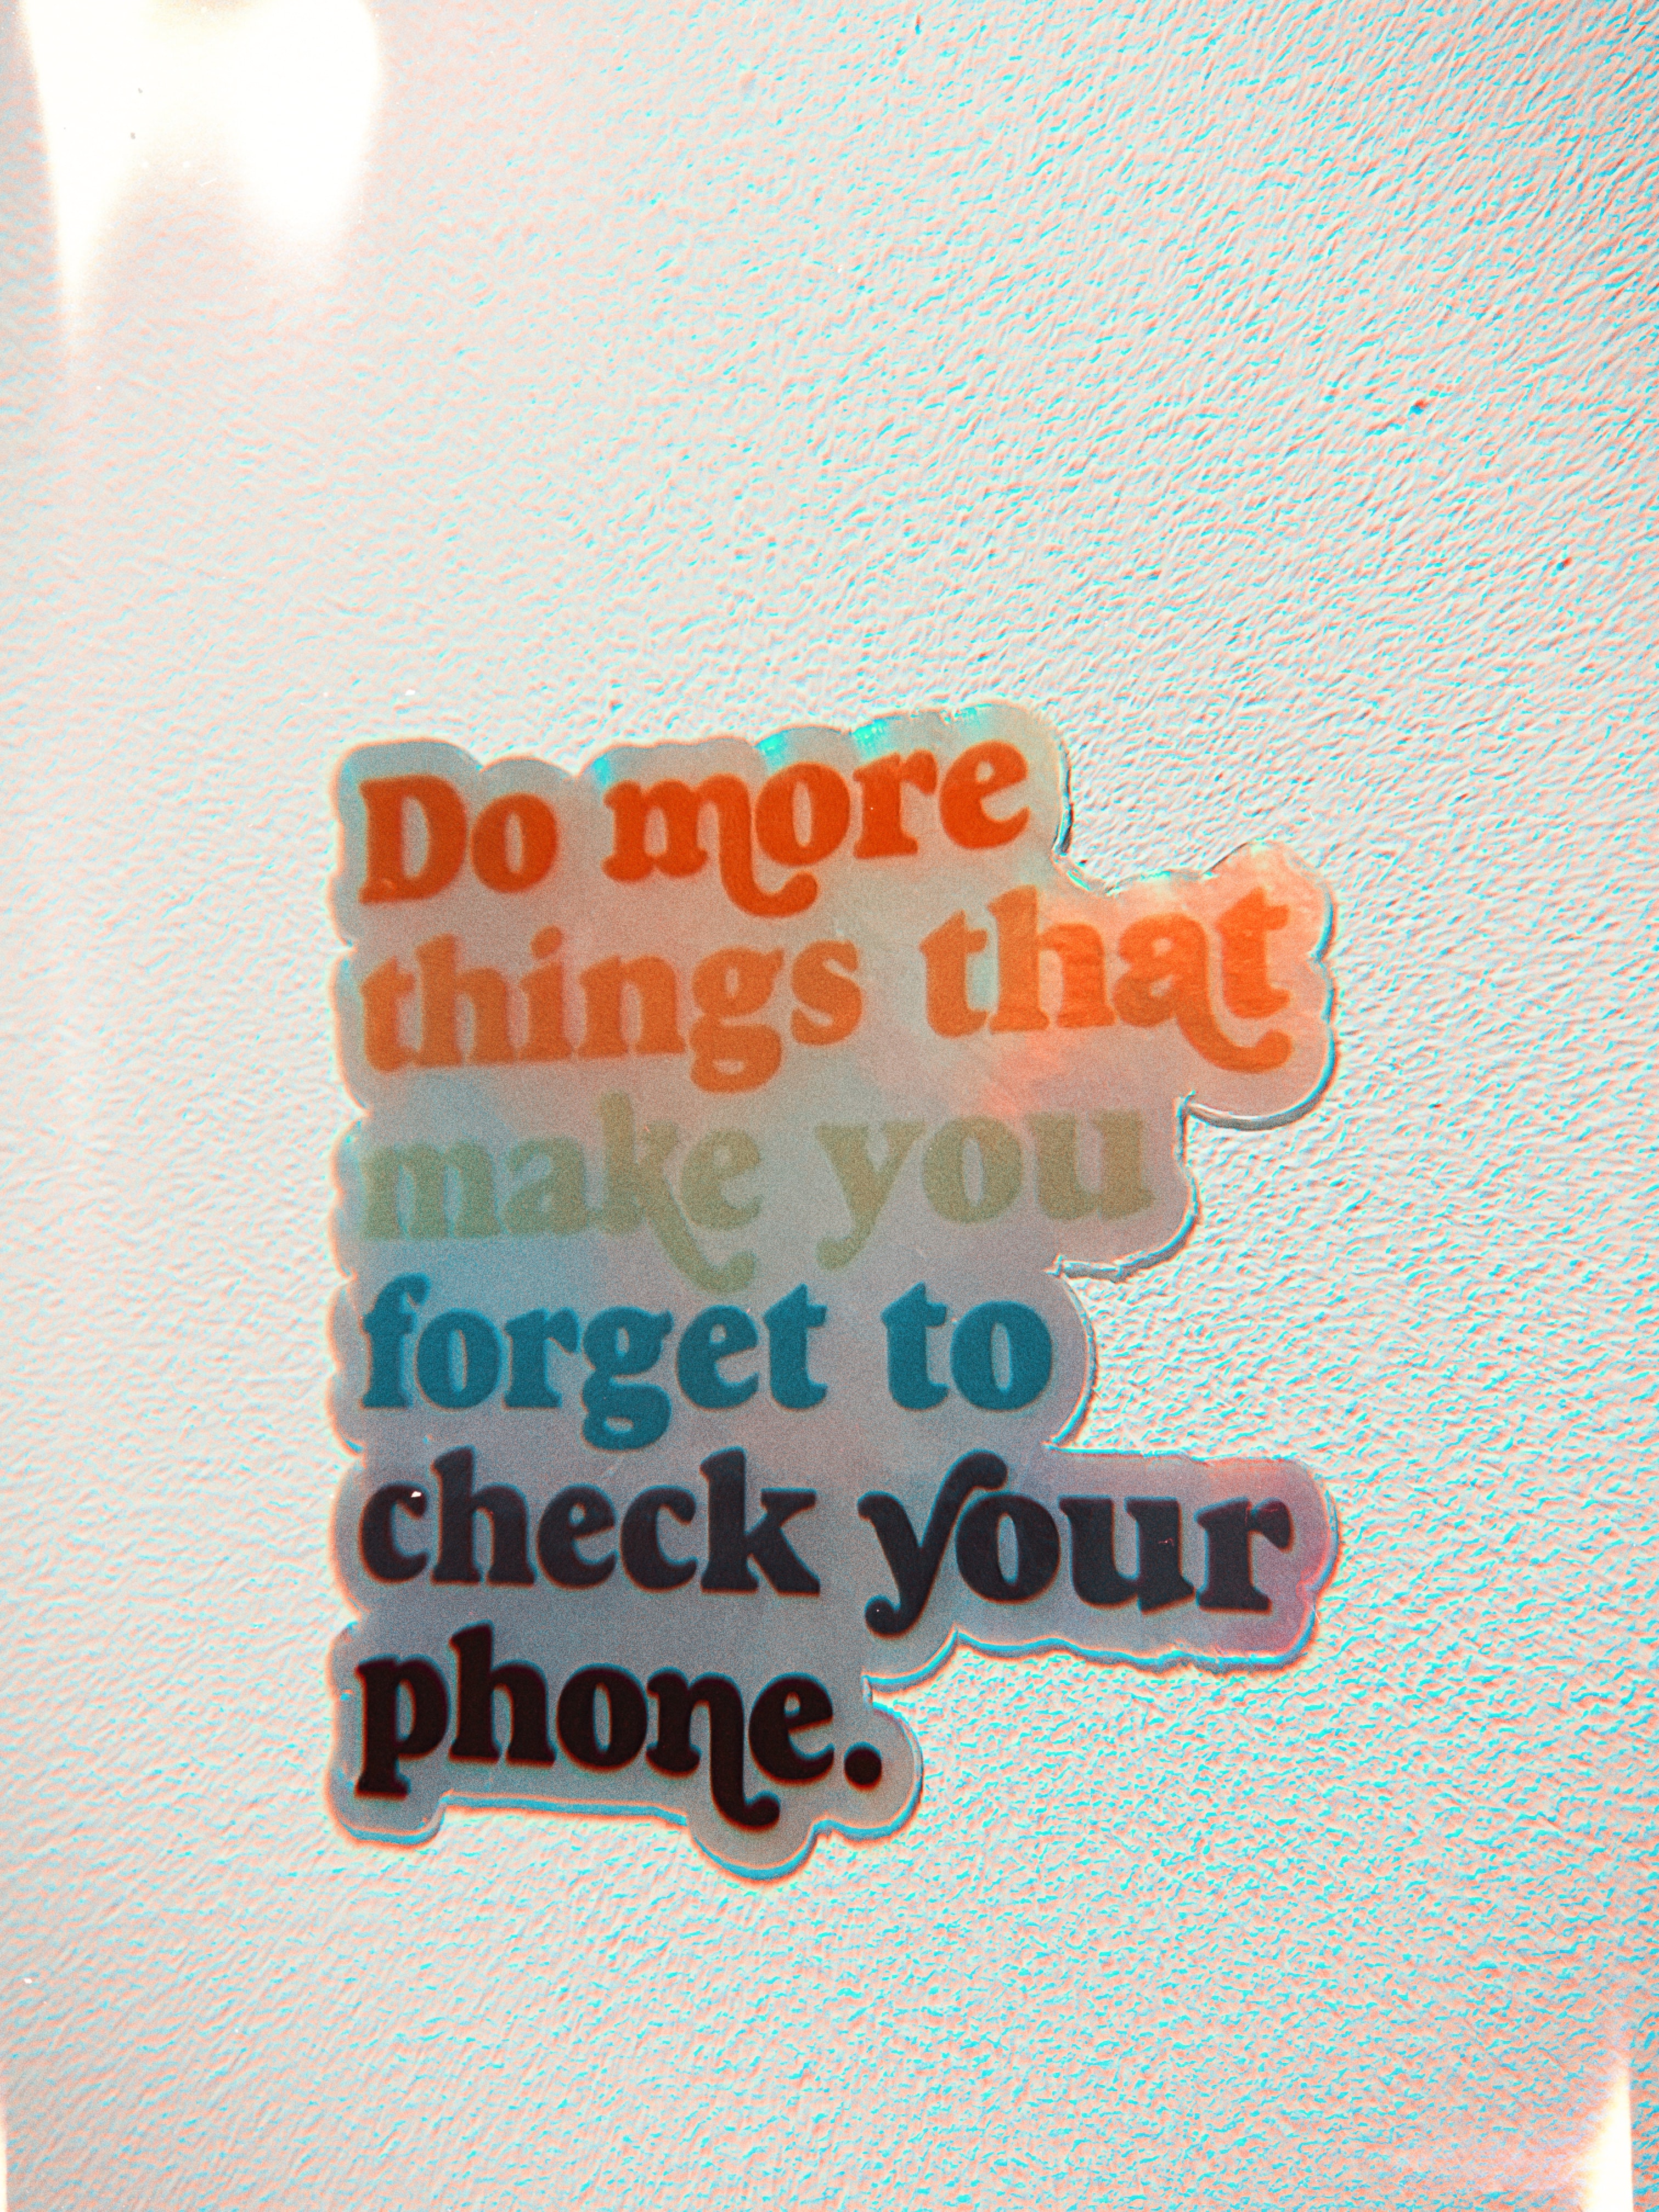 Do more
things that
make you
forget to
check your
phone.